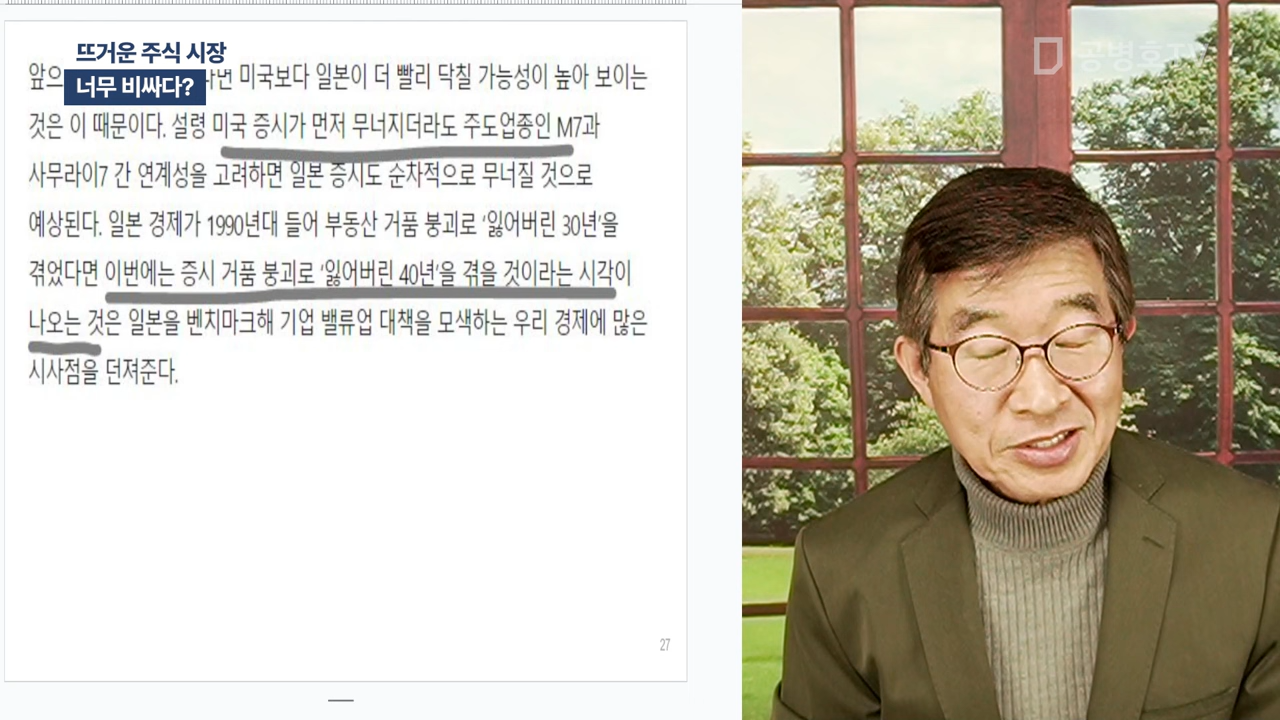 뜨거운 주식 시장
너무 비싸다?
앞으 나면 미국보다 일본이 더 빨리 닥칠 가능성이 높아 보이는
것은 이 때문이다. 설령 미국 증시가 먼저 무너지더라도 주도업종인 M7과
사무라이7 간 연계성을 고려하면 일본 증시도 순차적으로 무너질 것으로
예상된다. 일본 경제가 1990년대 들어 부동산 거품 붕괴로 ‘잃어버린 30년’을
겪었다면 이번에는 증시 거품 붕괴로 ‘잃어버린 40년’을 겪을 것이라는 시각이
나오는 것은 일본을 벤치마크해 기업 밸류업 대책을 모색하는 우리 경제에 많은
시사점을 던져준다.
27
공병호TV